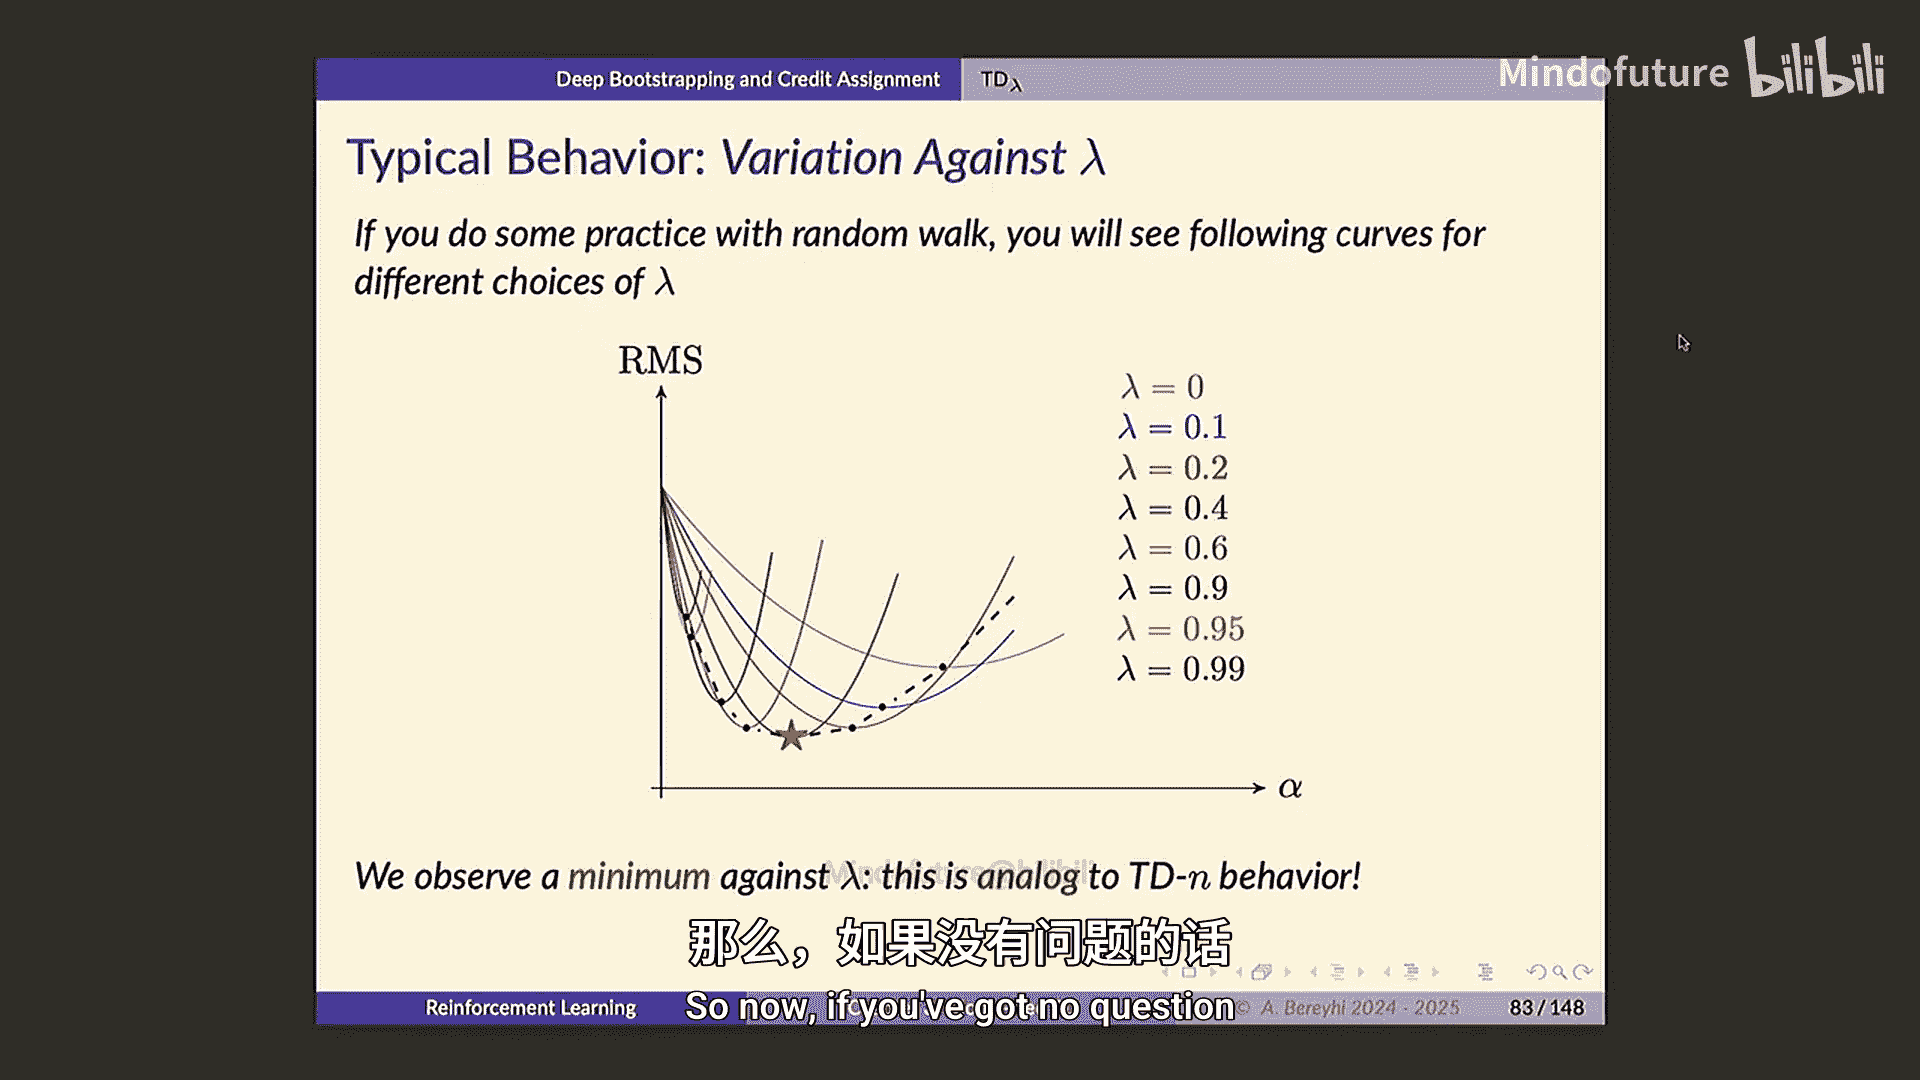 Mindofuture bilibili
Deep Bootstrapping and Credit Assignment TDλ
Typical Behavior: Variation Against λ
If you do some practice with random walk, you will see following curves for
different choices of λ
RMS
λ = 0
λ = 0.1
λ = 0.2
λ = 0.4
λ = 0.6
λ = 0.9
λ = 0.95
λ = 0.99
α
Mindofuture@bilibili
We observe a minimum against λ: this is analog to TD-n behavior!
那么，如果没有问题的话
So now, if you've got no question
Reinforcement Learning
© A. Bereyhi 2024 - 2025
83 / 148